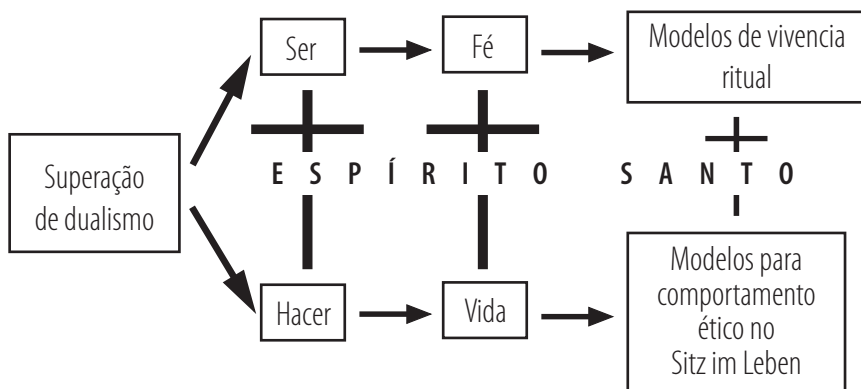 Ser
Fé
Modelos de vivencia
ritual
Superação
de dualismo
E S P Í R I T O S A N T O
Hacer
Vida
Modelos para
comportamento
ético no
Sitz im Leben